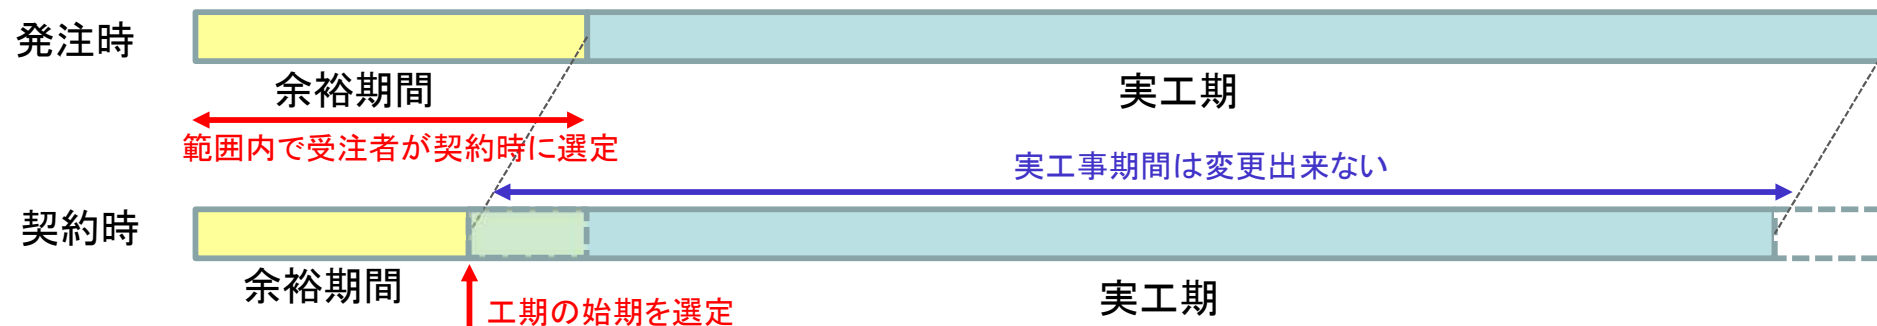 発注時
余裕期間
実工期
範囲内で受注者が契約時に選定
実工事期間は変更出来ない
契約時
余裕期間
工期の始期を選定
実工期